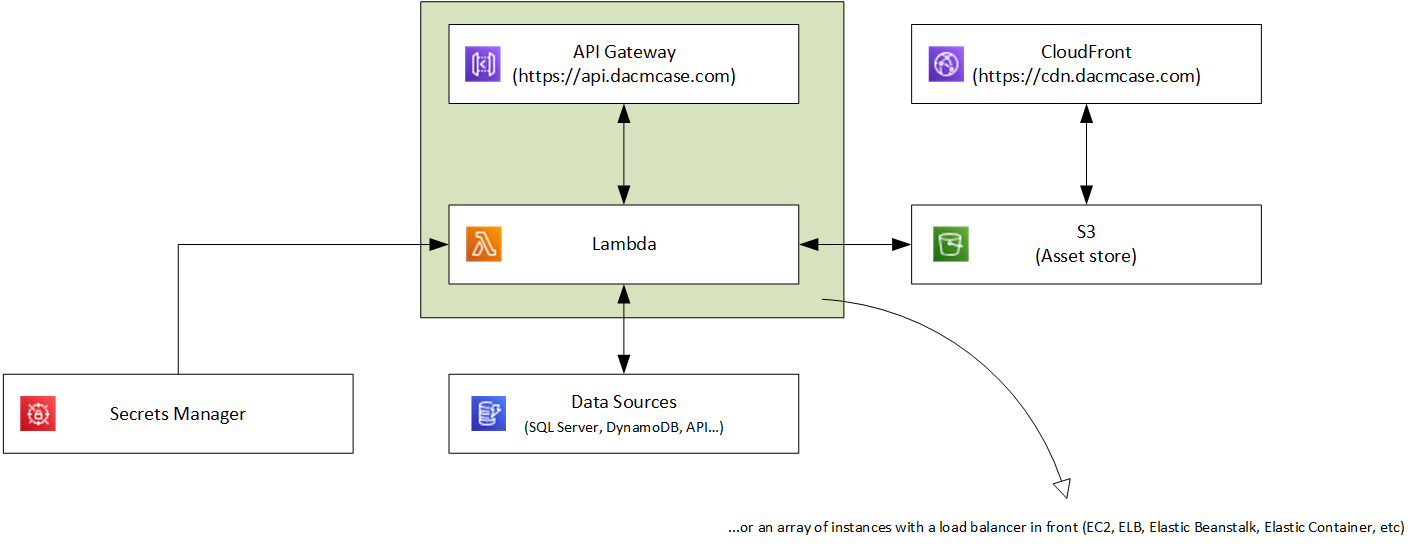 API Gateway
(https://api.dacmcase.com)
CloudFront
(https://cdn.dacmcase.com)
Lambda
S3
(Asset store)
Secrets Manager
Data Sources
(SQL Server, DynamoDB, API...)
...or an array of instances with a load balancer in front (EC2, ELB, Elastic Beanstalk, Elastic Container, etc)